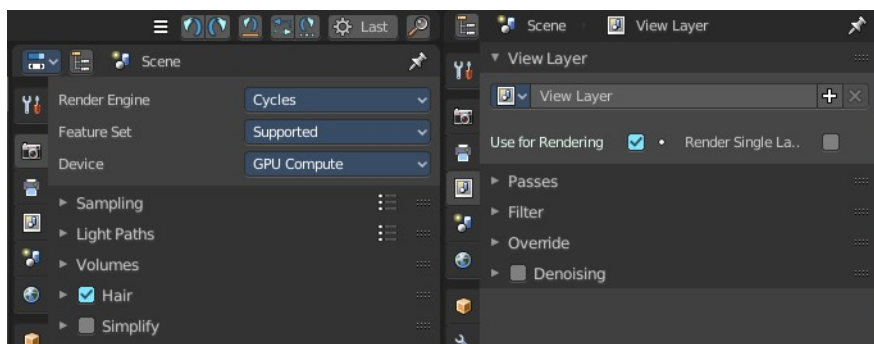 Last
Scene
Render Engine
Cycles
Feature Set
Supported
Device
GPU Compute
Sampling
Light Paths
Volumes
Hair
Simplify
Scene
View Layer
View Layer
View Layer
Use for Rendering
Render Single La..
Passes
Filter
Override
Denoising